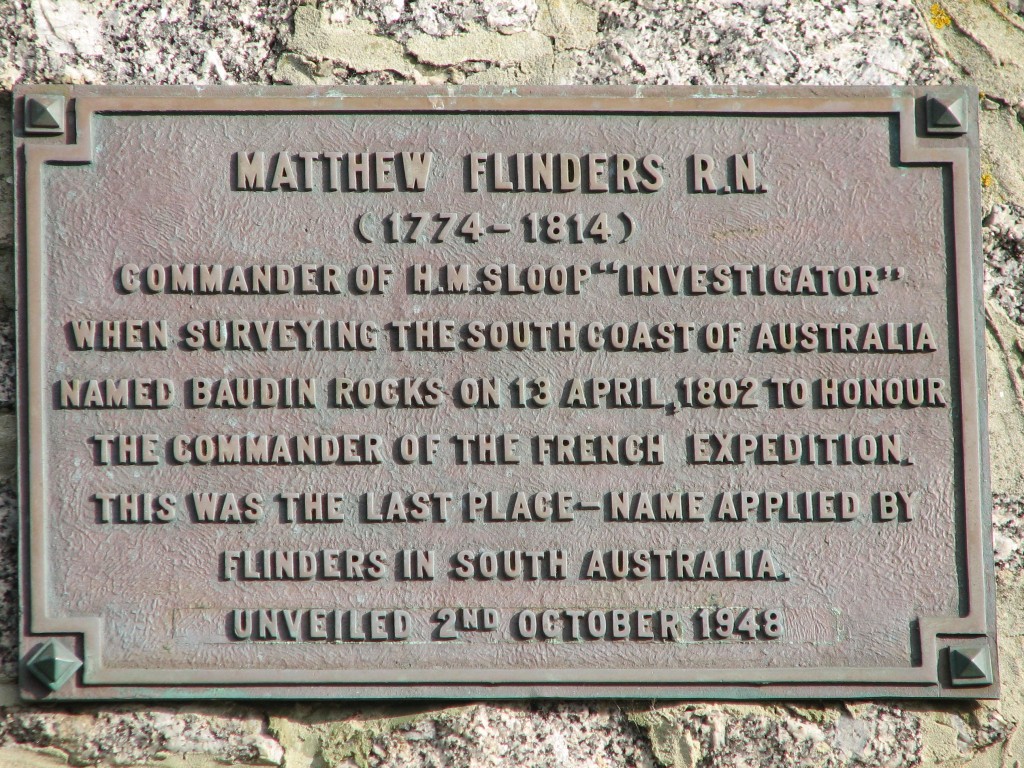 MATTHEW FLINDERS R.N.
(1774-1814)
COMMANDER OF H.M.SLOOP "INVESTIGATOR"
WHEN SURVEYING THE SOUTH COAST OF AUSTRALIA
NAMED BAUDIN ROCKS ON 13 APRIL, 1802 TO HONOUR
THE COMMANDER OF THE FRENCH EXPEDITION.
THIS WAS THE LAST PLACE-NAME APPLIED BY
FLINDERS IN SOUTH AUSTRALIA.
UNVEILED 2ND OCTOBER 1948